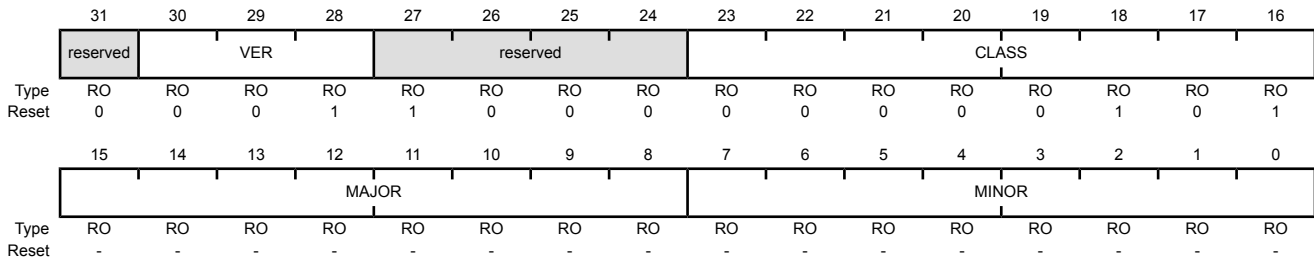 31 30 29 28 27 26 25 24 23 22 21 20 19 18 17 16
reserved VER reserved CLASS
Type RO RO RO RO RO RO RO RO RO RO RO RO RO RO RO RO
Reset 0 0 0 1 1 0 0 0 0 0 0 0 0 1 0 1
15 14 13 12 11 10 9 8 7 6 5 4 3 2 1 0
MAJOR MINOR
Type RO RO RO RO RO RO RO RO RO RO RO RO RO RO RO RO
Reset - - - - - - - - - - - - - - - -